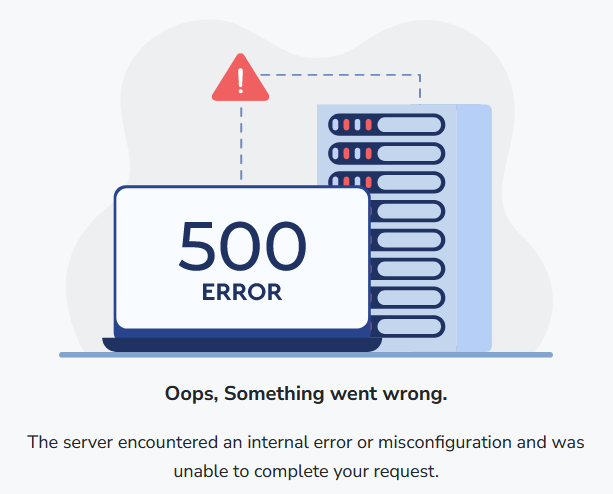 500
ERROR
Oops, Something went wrong.
The server encountered an internal error or misconfiguration and was
unable to complete your request.